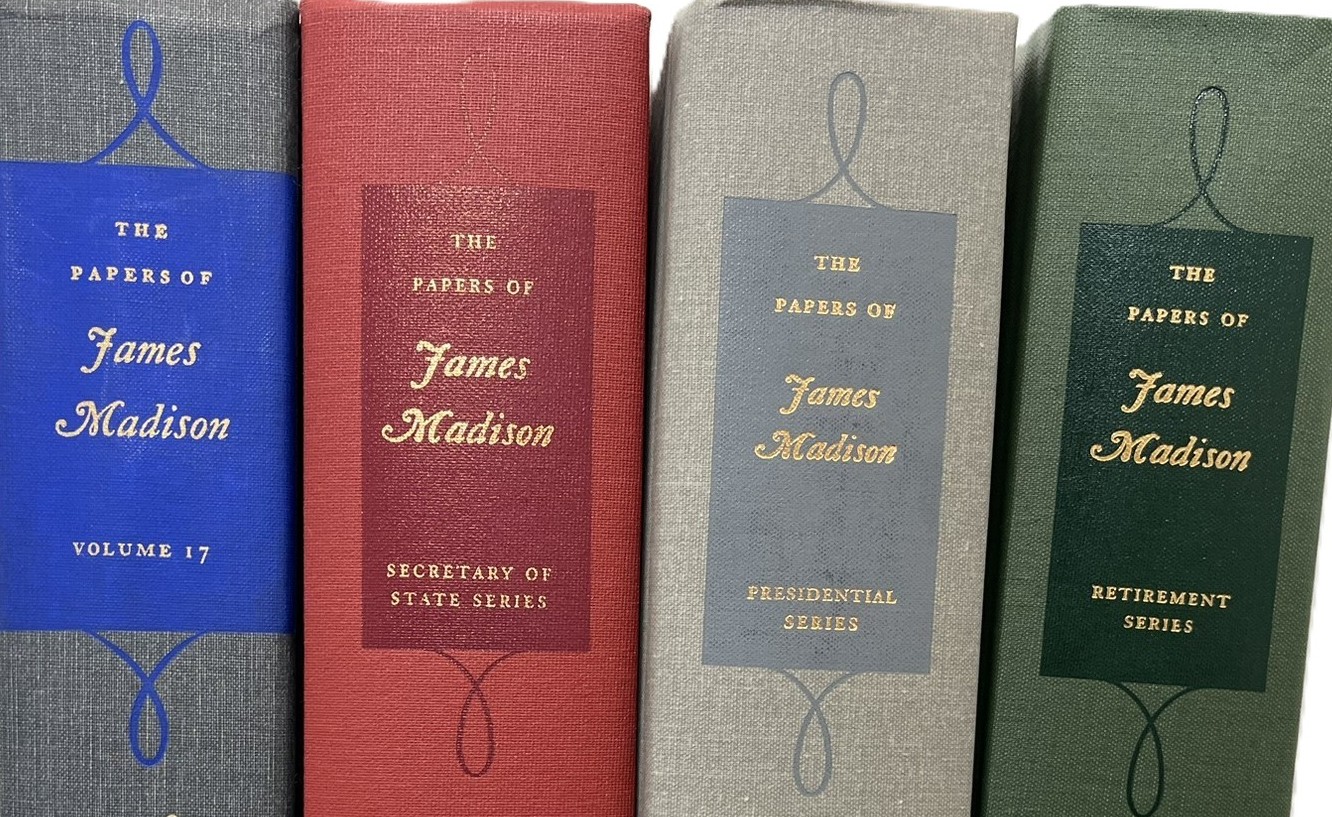 THE
PAPERS OF
James
Madison
VOLUME 17
THE
PAPERS OF
James
Madison
SECRETARY OF
STATE SERIES
THE
PAPERS OF
James
Madison
PRESIDENTIAL
SERIES
THE
PAPERS OF
James
Madison
RETIREMENT
SERIES